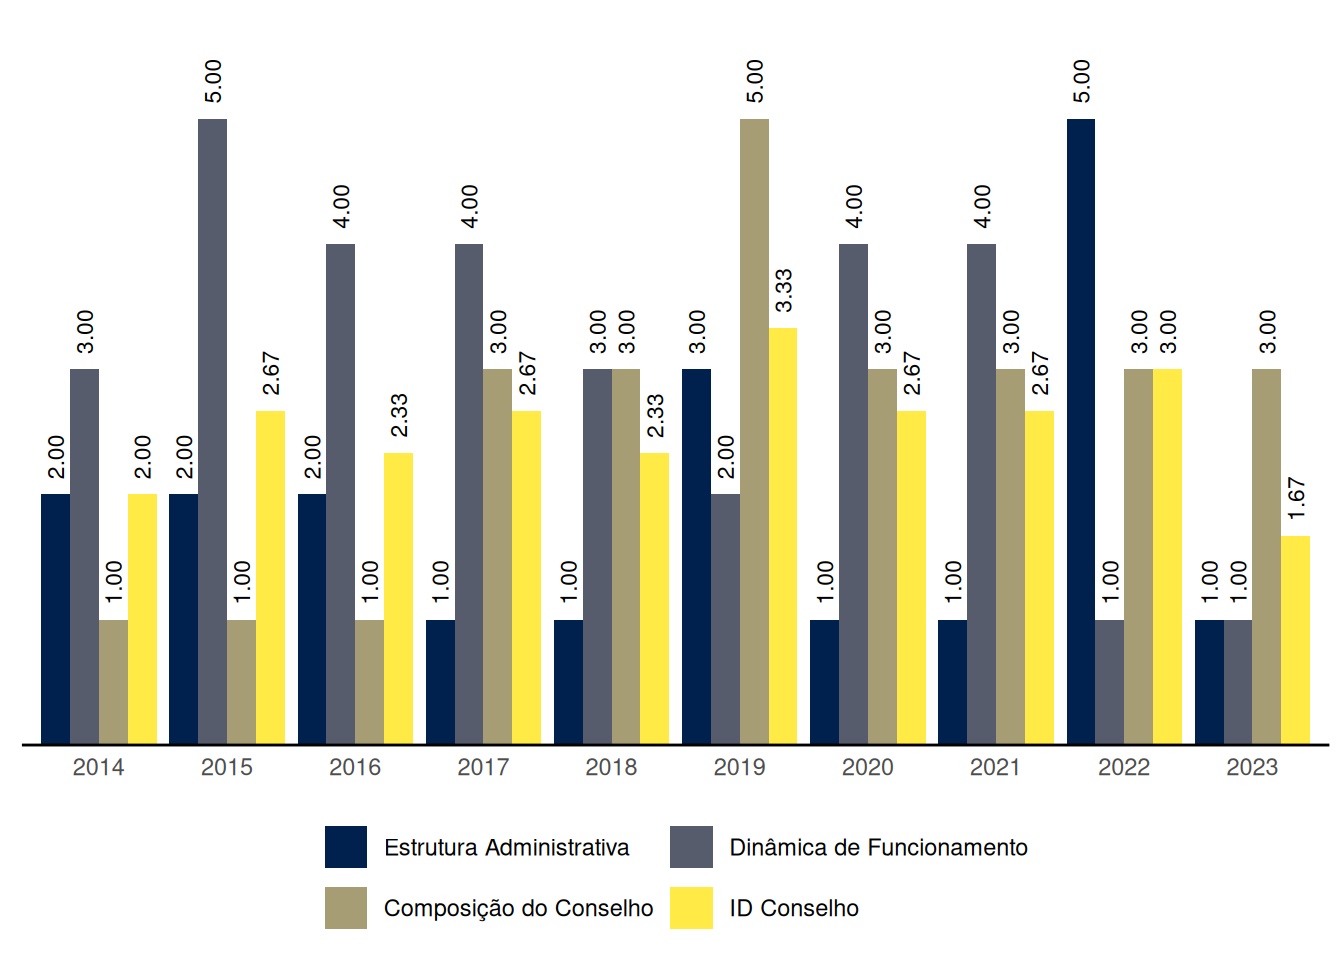 5.00 5.00 5.00
4.00 4.00 4.00 4.00
3.33
3.00 3.00 3.00 3.00 3.00 3.00 3.00 3.00 3.00 3.00
2.67 2.67 2.67 2.67
2.33 2.33
2.00 2.00 2.00 2.00 2.00
1.67
1.00 1.00 1.00 1.00 1.00 1.00 1.00 1.00 1.00 1.00
2014 2015 2016 2017 2018 2019 2020 2021 2022 2023
Estrutura Administrativa Dinâmica de Funcionamento
Composição do Conselho ID Conselho